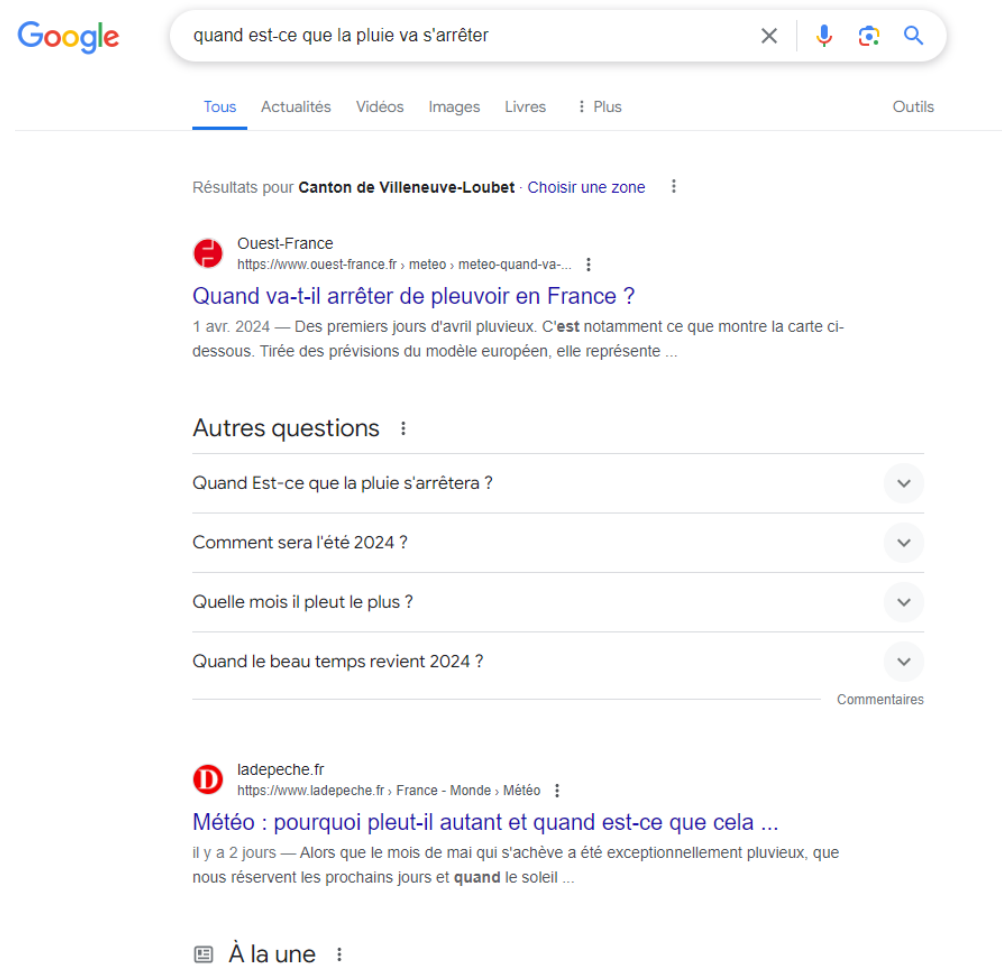 Google
quand est-ce que la pluie va s'arrêter
Tous Actualités Vidéos Images Livres Plus Outils
Résultats pour Canton de Villeneuve-Loubet · Choisir une zone
Ouest-France
https://www.ouest-france.fr › meteo › meteo-quand-va-...
Quand va-t-il arrêter de pleuvoir en France ?
1 avr. 2024 — Des premiers jours d'avril pluvieux. C'est notamment ce que montre la carte ci-
dessous. Tirée des prévisions du modèle européen, elle représente ...
Autres questions
Quand Est-ce que la pluie s'arrêtera ?
Comment sera l'été 2024 ?
Quelle mois il pleut le plus ?
Quand le beau temps revient 2024 ?
Commentaires
D
ladepeche.fr
https://www.ladepeche.fr › France - Monde › Météo
Météo : pourquoi pleut-il autant et quand est-ce que cela ...
il y a 2 jours — Alors que le mois de mai qui s'achève a été exceptionnellement pluvieux, que
nous réservent les prochains jours et quand le soleil ...
À la une